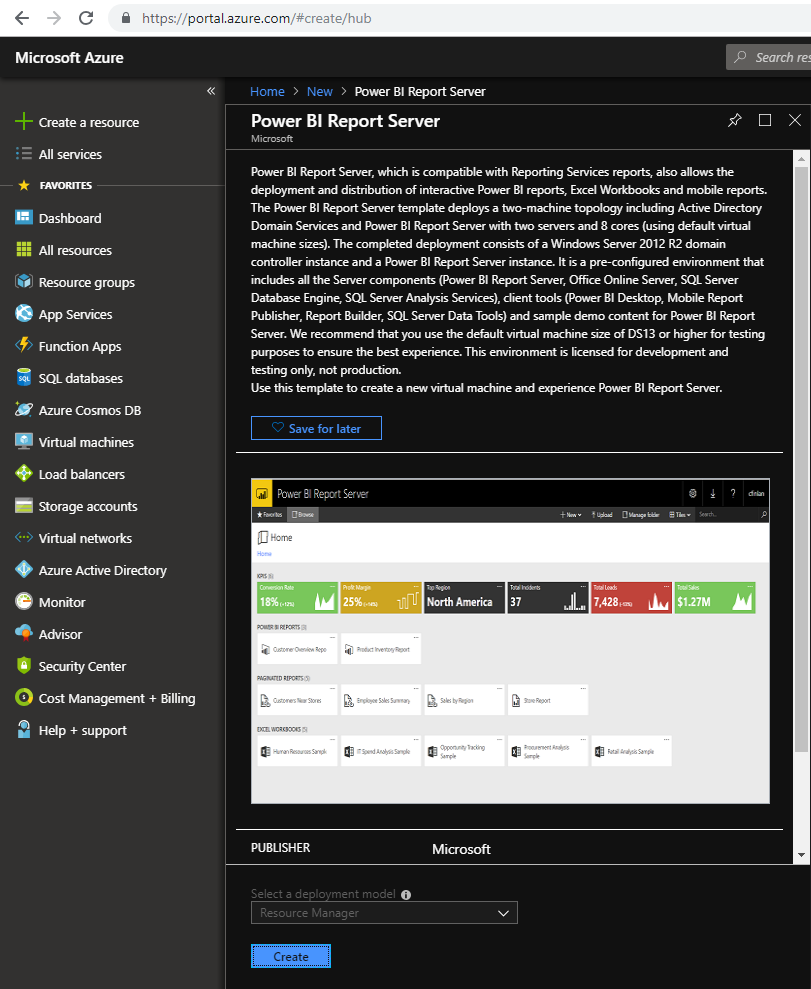 https://portal.azure.com/#create/hub
Microsoft Azure
Search res
«
Home > New > Power BI Report Server
Create a resource
All services
FAVORITES
Dashboard
All resources
Resource groups
App Services
Function Apps
SQL databases
Azure Cosmos DB
Virtual machines
Load balancers
Storage accounts
Virtual networks
Azure Active Directory
Monitor
Advisor
Security Center
Cost Management + Billing
Help + support
Power BI Report Server
Microsoft
Power BI Report Server, which is compatible with Reporting Services reports, also allows the
deployment and distribution of interactive Power BI reports, Excel Workbooks and mobile reports.
The Power BI Report Server template deploys a two-machine topology including Active Directory
Domain Services and Power BI Report Server with two servers and 8 cores (using default virtual
machine sizes). The completed deployment consists of a Windows Server 2012 R2 domain
controller instance and a Power BI Report Server instance. It is a pre-configured environment that
includes all the Server components (Power BI Report Server, Office Online Server, SQL Server
Database Engine, SQL Server Analysis Services), client tools (Power BI Desktop, Mobile Report
Publisher, Report Builder, SQL Server Data Tools) and sample demo content for Power BI Report
Server. We recommend that you use the default virtual machine size of DS13 or higher for testing
purposes to ensure the best experience. This environment is licensed for development and
testing only, not production.
Use this template to create a new virtual machine and experience Power BI Report Server.
Save for later
Power BI Report Server
? clinlan
Favorites Browse + New Upload Manage folder Tiles Search...
Home
Home
KPIS (6)
Conversion Rate Profit Margin Top Region Total Incidents Total Leads Total Sales
18% (+12%) 25% (-14%) North America 37 7,428 (-13%) $1.27M
POWER BI REPORTS (3)
Customer Overview Repo Product Inventory Report
PAGINATED REPORTS (5)
Customers Near Stores Employee Sales Summary Sales by Region Store Report
EXCEL WORKBOOKS (5)
Human Resources Sample IT Spend Analysis Sample Opportunity Tracking Sample Procurement Analysis Sample Retail Analysis Sample
PUBLISHER Microsoft
Select a deployment model
Resource Manager
Create